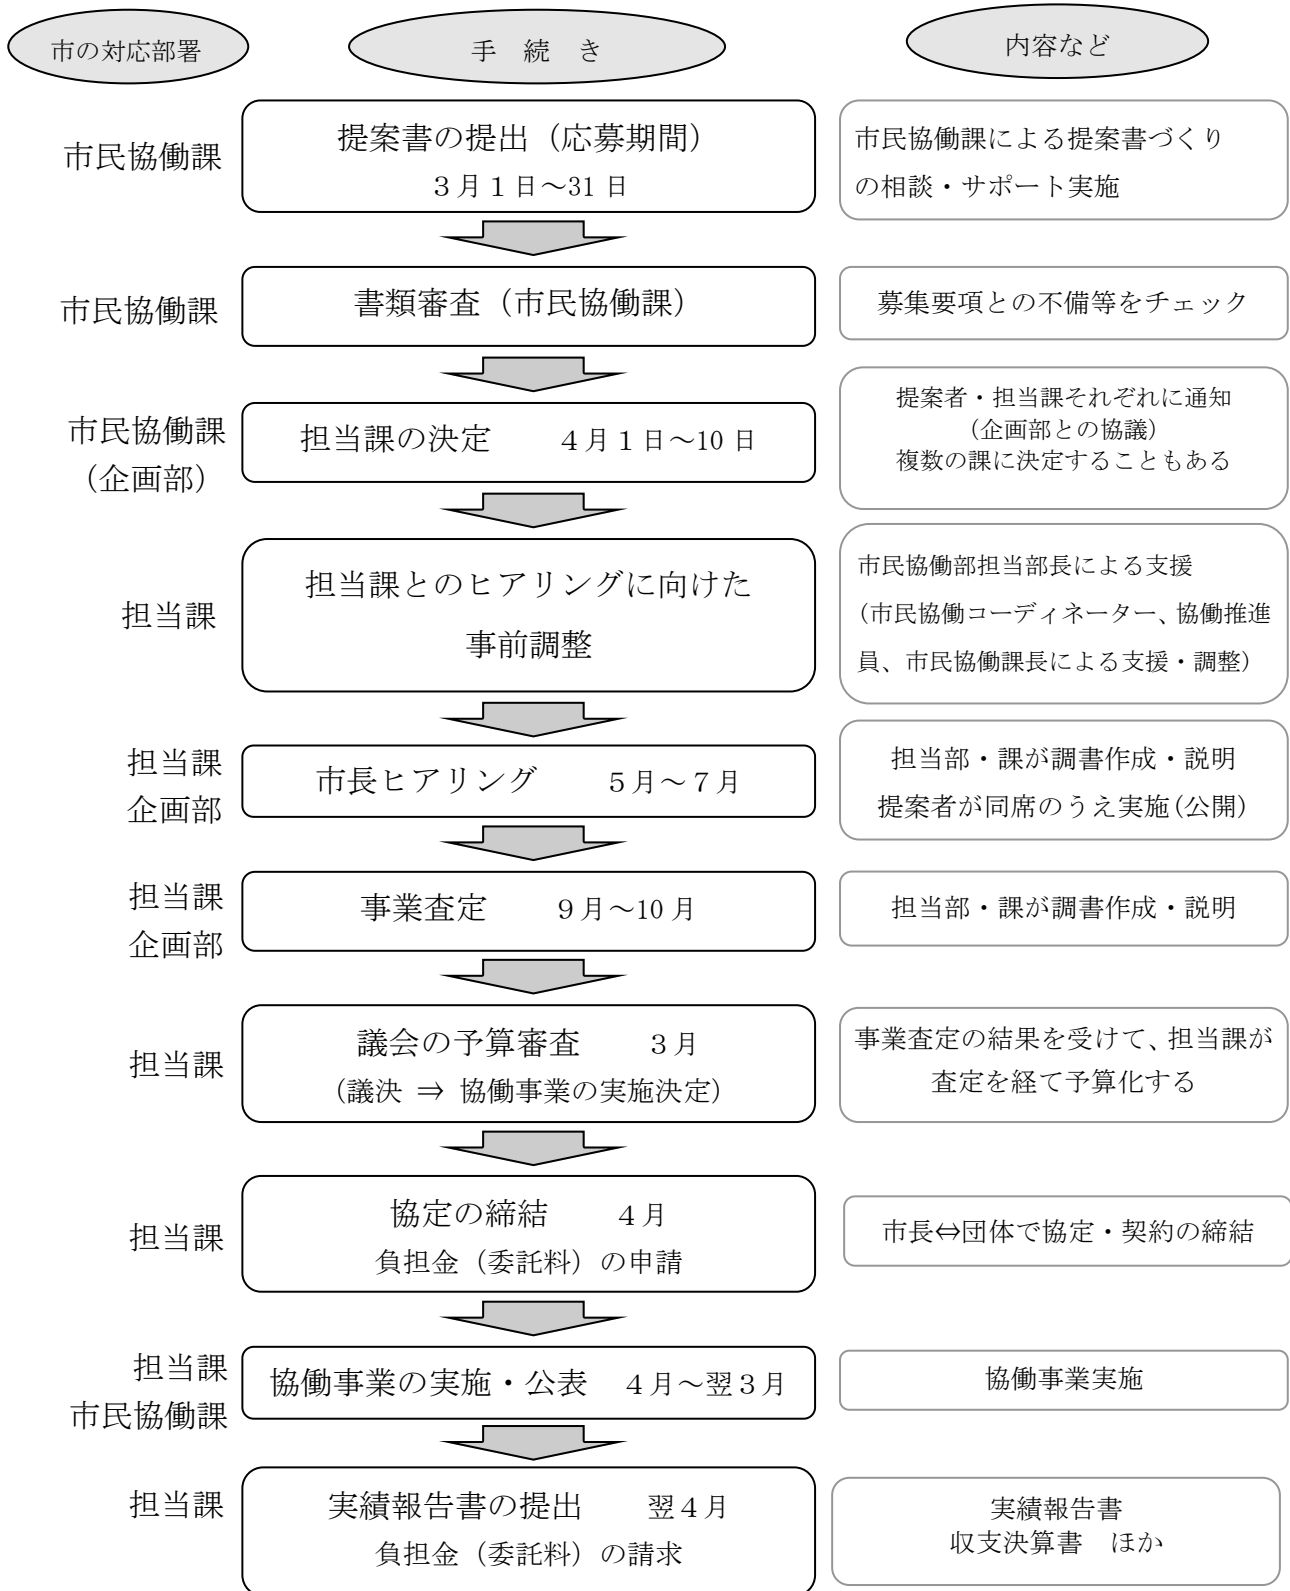 市の対応部署
手 続 き
内容など
市民協働課
提案書の提出（応募期間）
３月１日～31 日
市民協働課による提案書づくり
の相談・サポート実施
市民協働課
書類審査（市民協働課）
募集要項との不備等をチェック
市民協働課
（企画部）
担当課の決定　４月１日～10 日
提案者・担当課それぞれに通知
(企画部との協議)
複数の課に決定することもある
担当課
担当課とのヒアリングに向けた
事前調整
市民協働部担当部長による支援
（市民協働コーディネーター、協働推進
員、市民協働課長による支援・調整）
担当課
企画部
市長ヒアリング　５月～７月
担当部・課が調書作成・説明
提案者が同席のうえ実施(公開)
担当課
企画部
事業査定　９月～10 月
担当部・課が調書作成・説明
担当課
議会の予算審査　３月
(議決 ⇒ 協働事業の実施決定)
事業査定の結果を受けて、担当課が
査定を経て予算化する
担当課
協定の締結　４月
負担金（委託料）の申請
市長⇔団体で協定・契約の締結
担当課
市民協働課
協働事業の実施・公表　４月～翌３月
協働事業実施
担当課
実績報告書の提出　翌４月
負担金（委託料）の請求
実績報告書
収支決算書　ほか